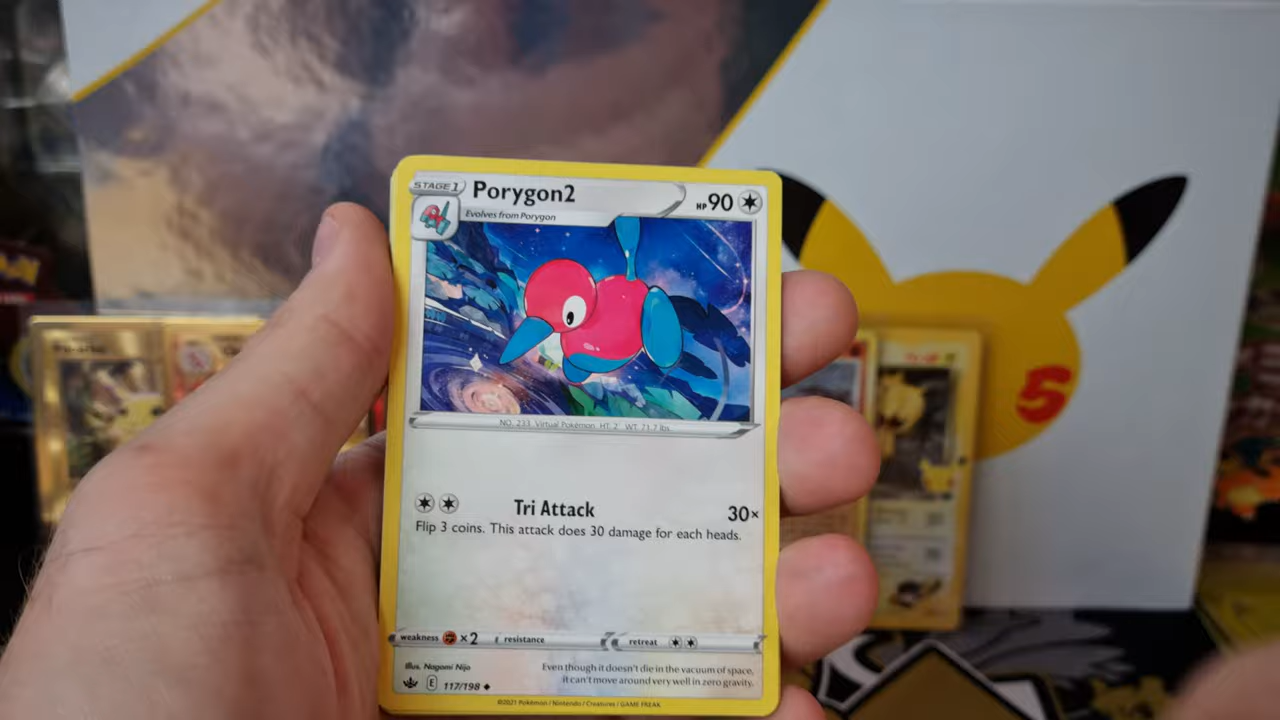 STAGE 1
Porygon2
HP 90
Evolves from Porygon
NO. 233 Virtual Pokémon HT: 2' WT: 71.7 lbs.
Tri Attack
30×
Flip 3 coins. This attack does 30 damage for each heads.
weakness ×2 resistance retreat
Illus. Nagomi Nijo
Even though it doesn't die in the vacuum of space,
it can't move around very well in zero gravity.
E 117/198
©2021 Pokémon / Nintendo / Creatures / GAME FREAK
5